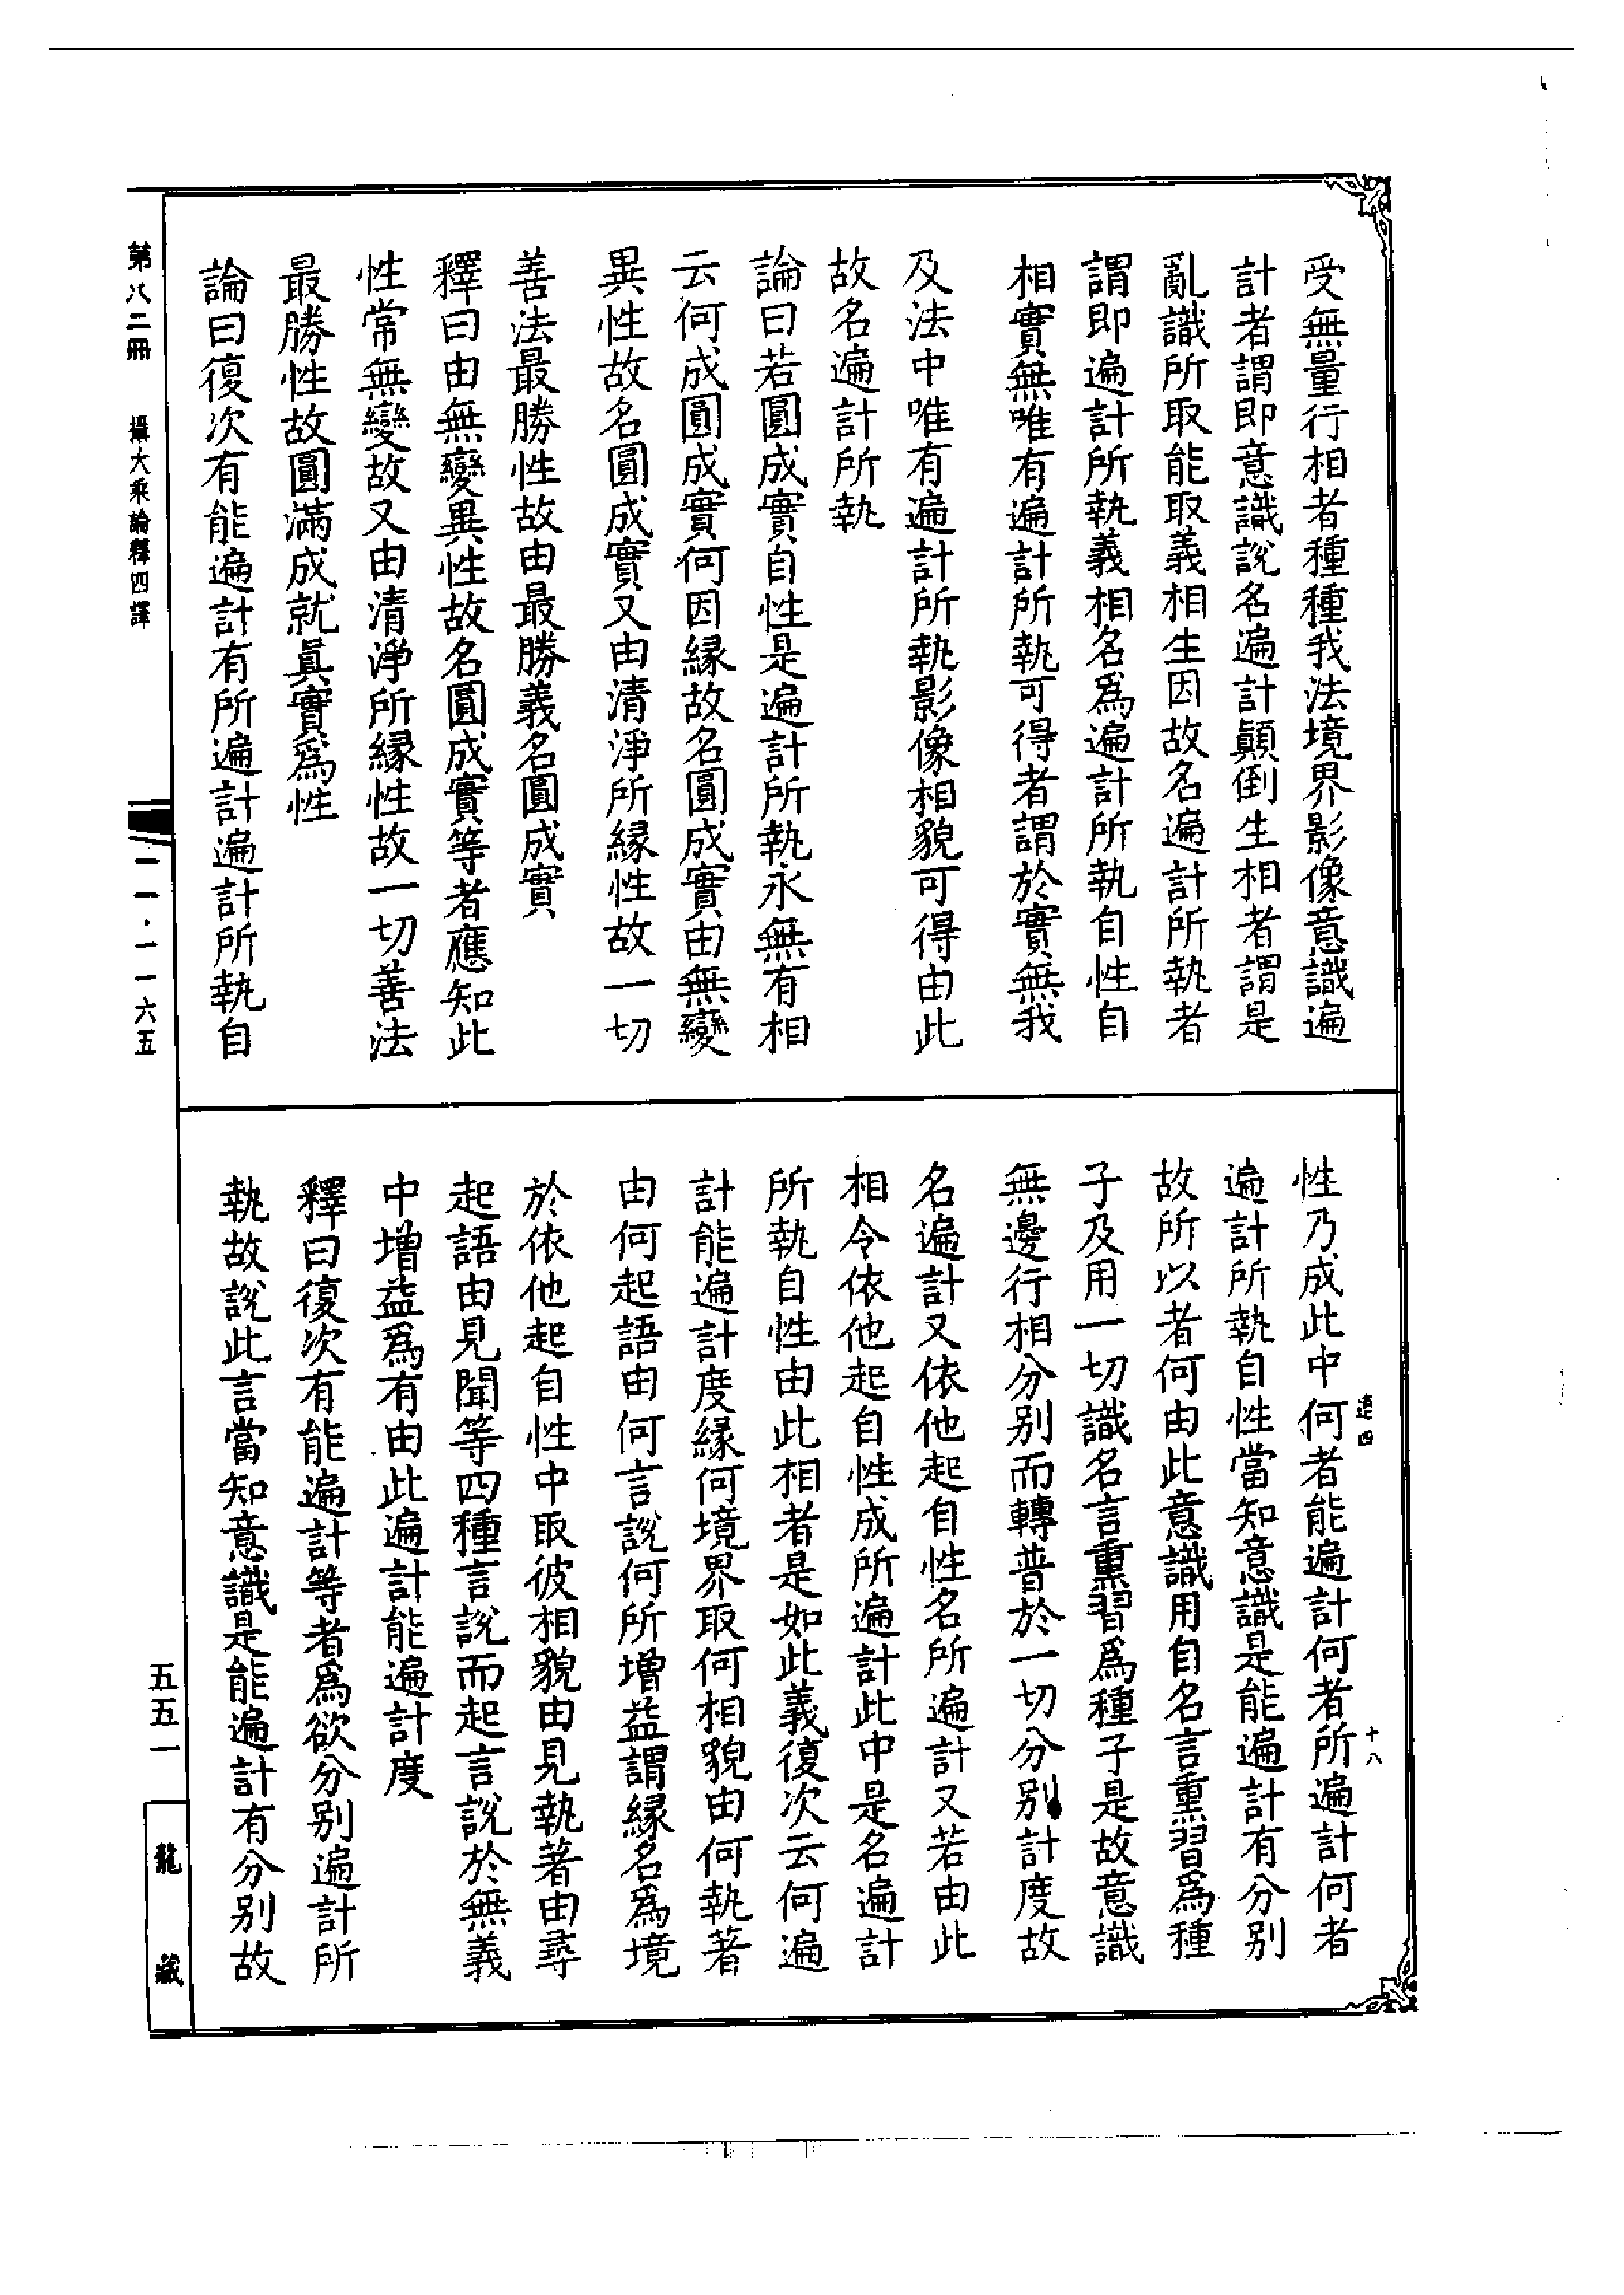 受無量行相者種種我法境界影像意識遍
計者謂即意識說名遍計顛倒生相者謂是
亂識所取能取義相生因故名遍計所執者
謂即遍計所執義相名爲遍計所執自性自
相實無唯有遍計所執可得者謂於實無我
及法中唯有遍計所執影像相貌可得由此
故名遍計所執
論曰若圓成實自性是遍計所執永無有相
云何成圓成實何因緣故名圓成實由無變
異性故名圓成實又由清淨所緣性故一切
善法最勝性故由最勝義名圓成實
釋曰由無變異性故名圓成實等者應知此
性常無變故又由清淨所緣性故一切善法
最勝性故圓滿成就眞實爲性
論曰復次有能遍計有所遍計遍計所執自
性乃成此中何者能遍計何者所遍計何者
遍計所執自性當知意識是能遍計有分别
故所以者何由此意識用自名言熏習爲種
子及用一切識名言熏習爲種子是故意識
無邊行相分别而轉普於一切分别計度故
名遍計又依他起自性名所遍計又若由此
相令依他起自性成所遍計此中是名遍計
所執自性由此相者是如此義復次云何遍
計能遍計度緣何境界取何相貌由何執著
由何起語由何言說何所增益謂緣名爲境
於依他起自性中取彼相貌由見執著由尋
起語由見聞等四種言說而起言說於無義
中增益爲有由此遍計能遍計度
釋曰復次有能遍計等者爲欲分别遍計所
執故說此言當知意識是能遍計有分别故
十八
第八二冊　攝大乘論釋四譯
一一·一一六五
五五一
龍藏